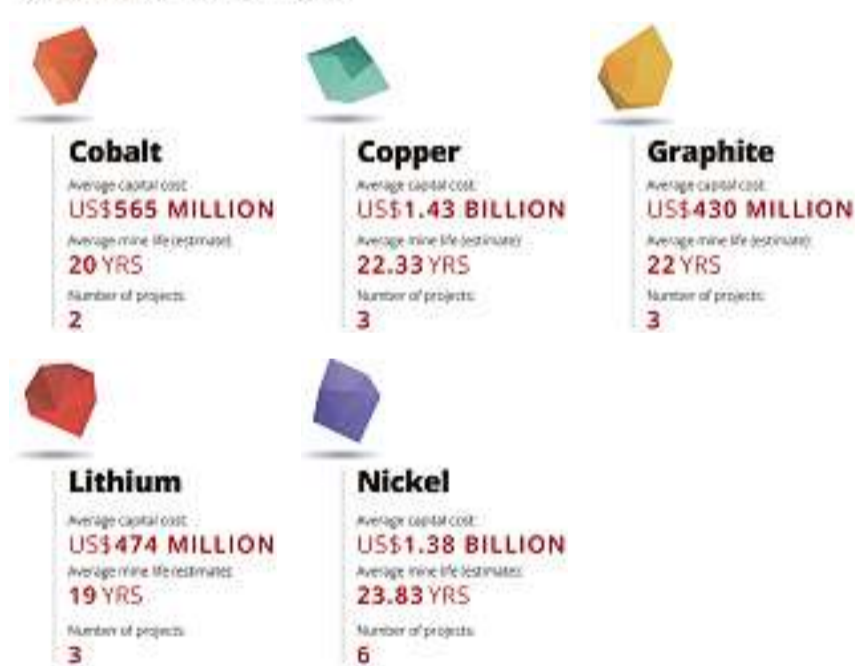 Cobalt
Average capital cost:
US$565 MILLION
Average mine life (estimate):
20 YRS
Number of projects:
2
Copper
Average capital cost:
US$1.43 BILLION
Average mine life (estimate):
22.33 YRS
Number of projects:
3
Graphite
Average capital cost:
US$430 MILLION
Average mine life (estimate):
22 YRS
Number of projects:
3
Lithium
Average capital cost:
US$474 MILLION
Average mine life (estimate):
19 YRS
Number of projects:
3
Nickel
Average capital cost:
US$1.38 BILLION
Average mine life (estimate):
23.83 YRS
Number of projects:
6